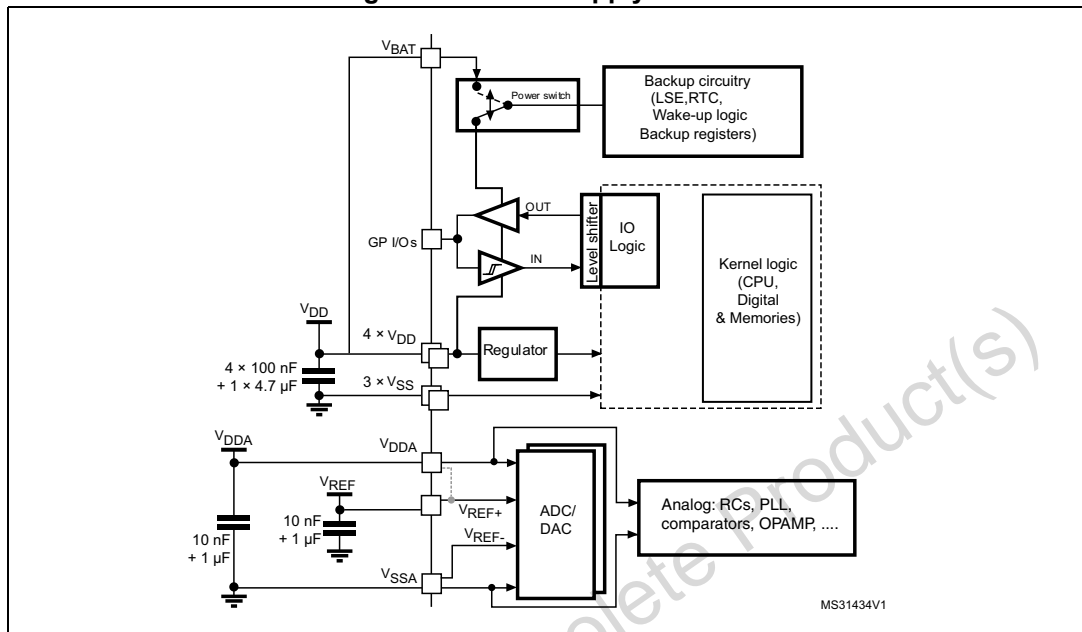 VBAT
Power switch
Backup circuitry
(LSE,RTC,
Wake-up logic
Backup registers)
OUT
GP I/Os
IN
Level shifter
IO
Logic
Kernel logic
(CPU,
Digital
& Memories)
VDD
4 × VDD
Regulator
4 × 100 nF
+ 1 × 4.7 µF
3 × VSS
VDDA
VDDA
VREF
10 nF
+ 1 µF
VREF+
VREF-
ADC/
DAC
Analog: RCs, PLL,
comparators, OPAMP, ....
10 nF
+ 1 µF
VSSA
MS31434V1
Product(s)